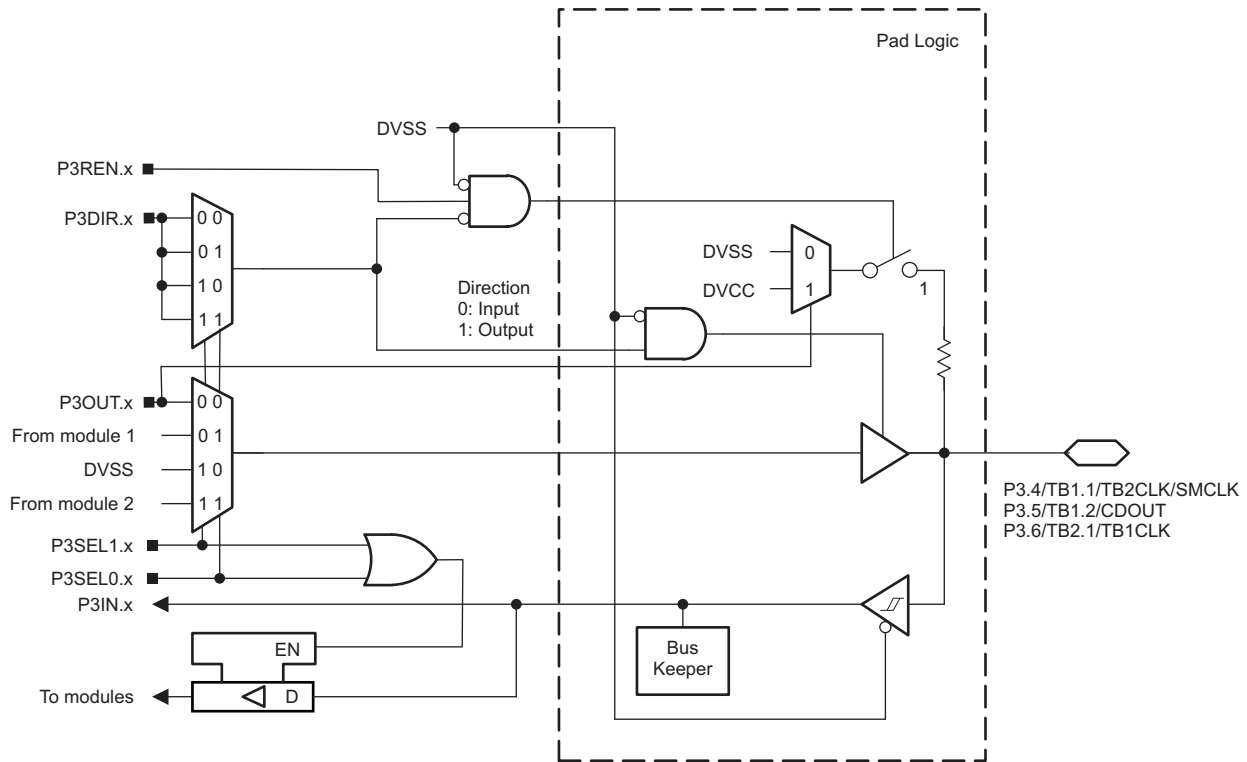 Pad Logic
DVSS
P3REN.x
P3DIR.x
0 0
0 1
1 0
1 1
Direction
0: Input
1: Output
DVSS
0
DVCC
1
1
P3OUT.x
0 0
From module 1
0 1
DVSS
1 0
From module 2
1 1
P3.4/TB1.1/TB2CLK/SMCLK
P3.5/TB1.2/CDOUT
P3.6/TB2.1/TB1CLK
P3SEL1.x
P3SEL0.x
P3IN.x
EN
Bus
Keeper
To modules
D